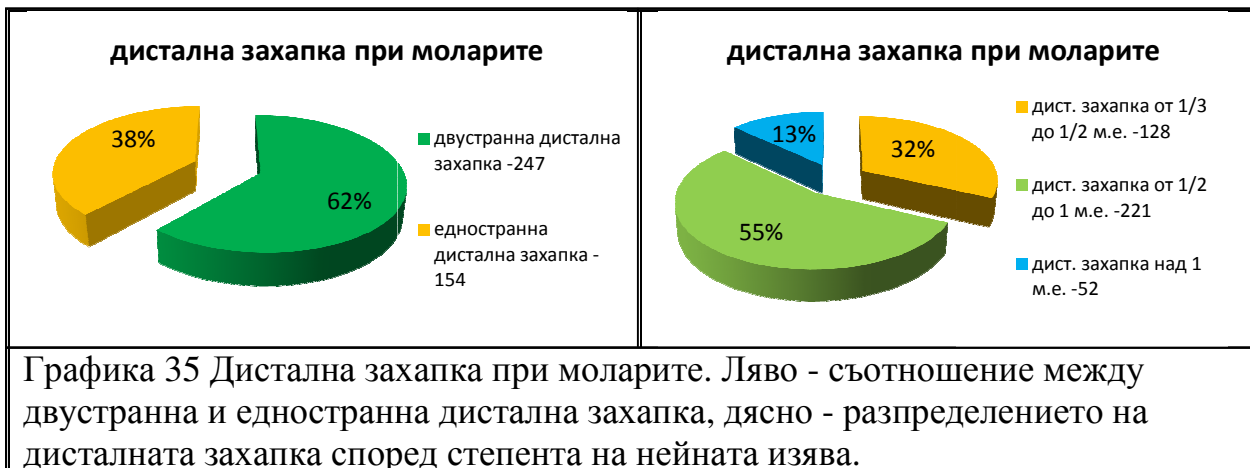 дистална захапка при моларите
38%
62%
двустранна дистална
захапка -247
едностранна
дистална захапка -
154
дистална захапка при моларите
13%
32%
55%
дист. захапка от 1/3
до 1/2 м.е. -128
дист. захапка от 1/2
до 1 м.е. -221
дист. захапка над 1
м.е. -52
Графика 35 Дистална захапка при моларите. Ляво - съотношение между
двустранна и едностранна дистална захапка, дясно - разпределението на
дисталната захапка според степента на нейната изява.